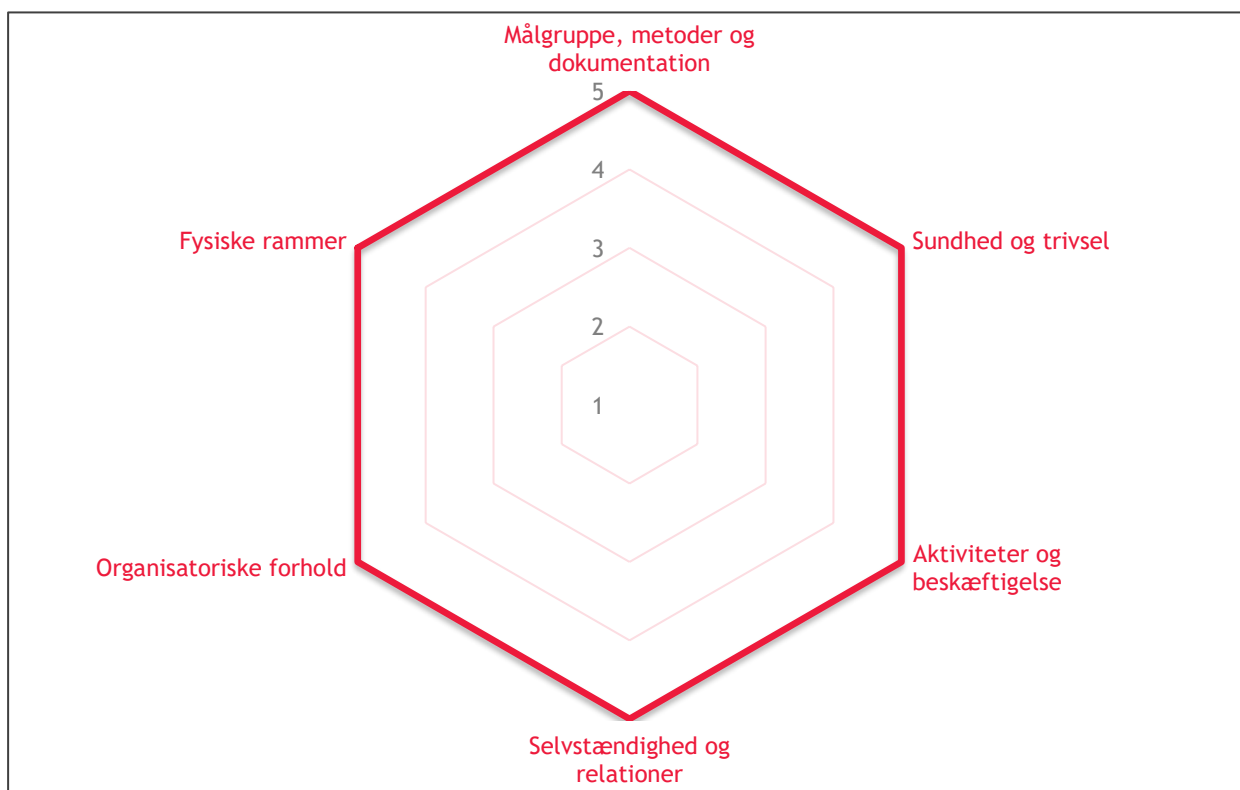 Målgruppe, metoder og
dokumentation
5
4
Fysiske rammer
3
Sundhed og trivsel
2
1
Organisatoriske forhold
Aktiviteter og
beskæftigelse
Selvstændighed og
relationer